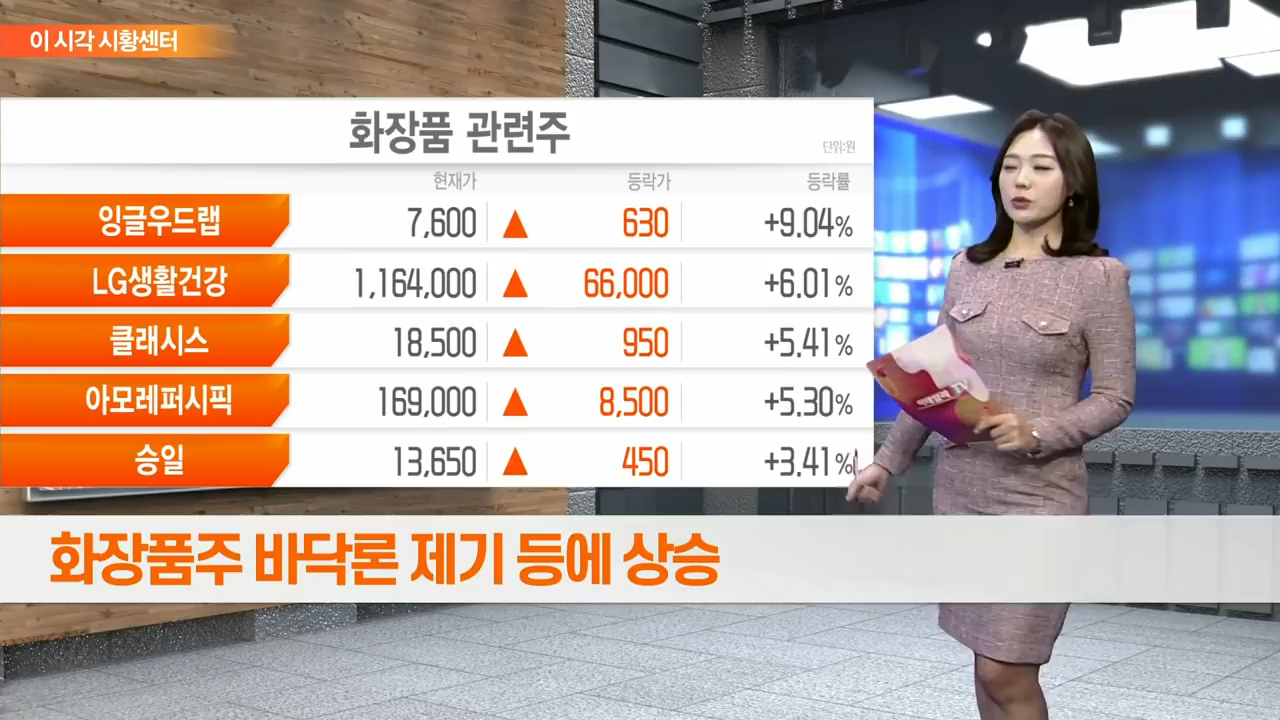 이 시각 시황센터
화장품 관련주
단위:원
현재가 등락가 등락률
잉글우드랩 7,600 ▲ 630 +9.04%
LG생활건강 1,164,000 ▲ 66,000 +6.01%
클래시스 18,500 ▲ 950 +5.41%
아모레퍼시픽 169,000 ▲ 8,500 +5.30%
승일 13,650 ▲ 450 +3.41%
TV
화장품주 바닥론 제기 등에 상승